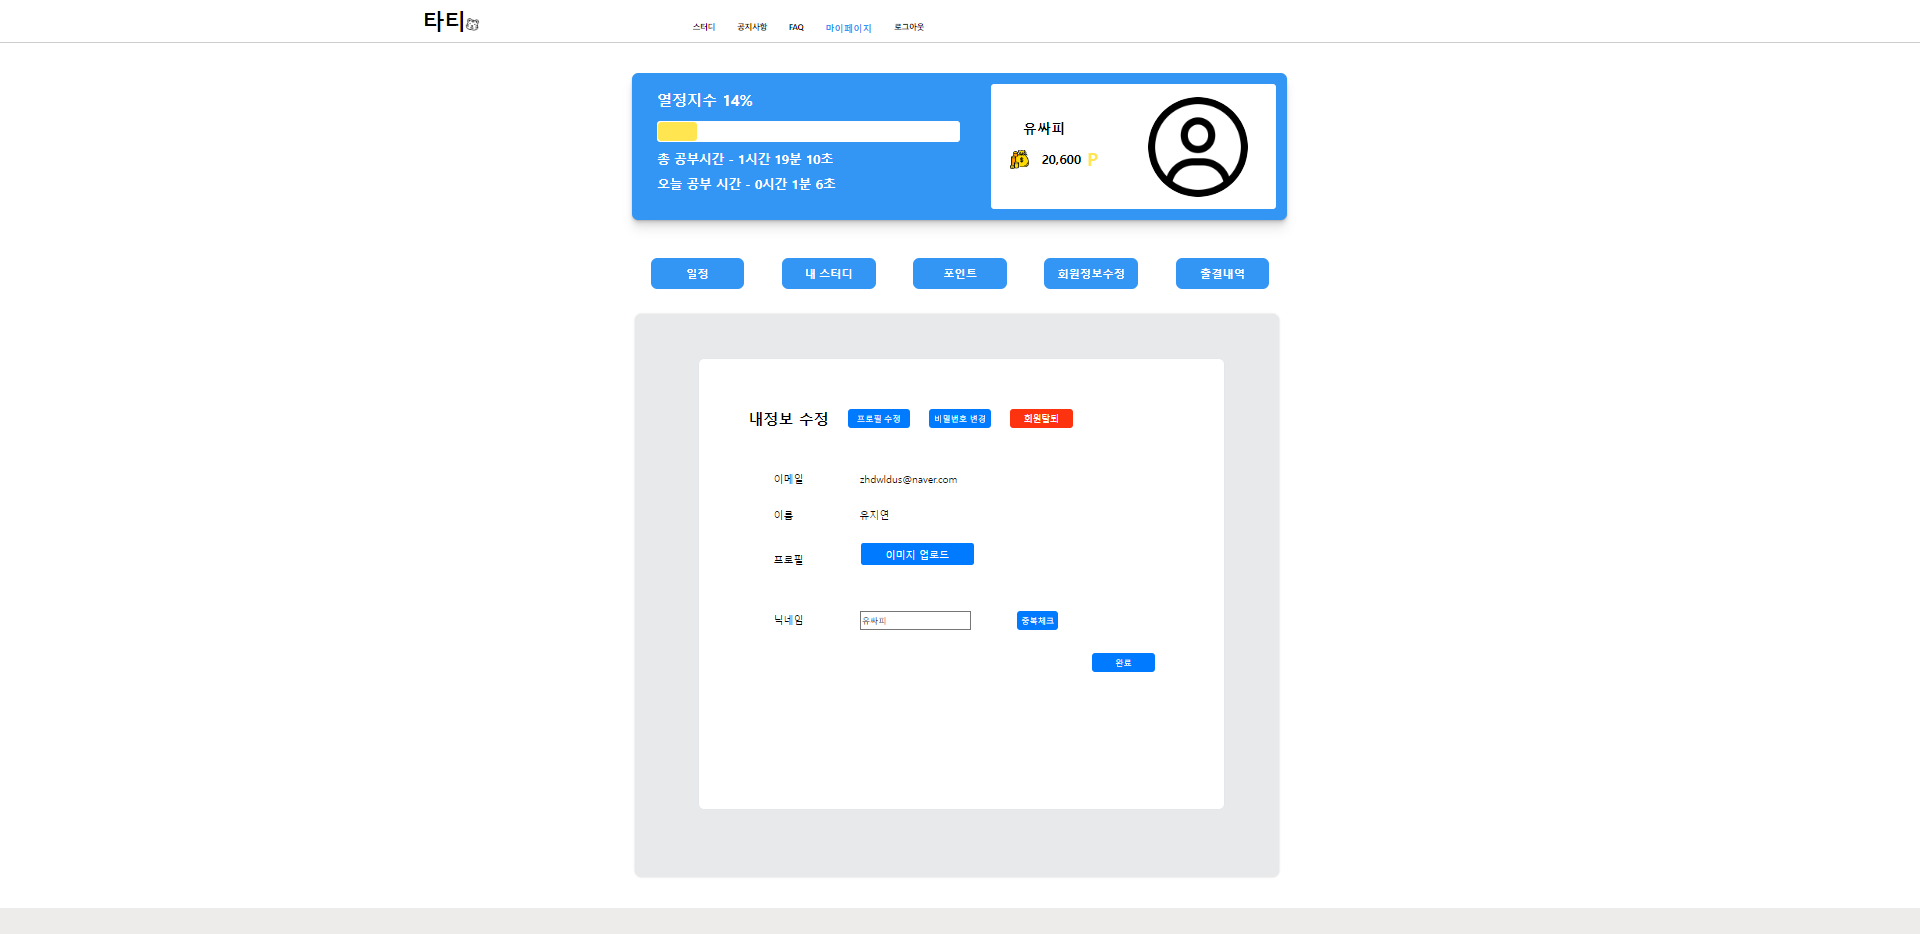 타티
스터디 공지사항 FAQ 마이페이지 로그아웃
열정지수 14%
총 공부시간 - 1시간 19분 10초
오늘 공부 시간 - 0시간 1분 6초
유싸피
20,600 P
일정 내 스터디 포인트 회원정보수정 출결내역
내정보 수정 프로필 수정 비밀번호 변경 회원탈퇴
이메일 zhdwldus@naver.com
이름 유지연
프로필 이미지 업로드
닉네임 유싸피 중복체크
완료